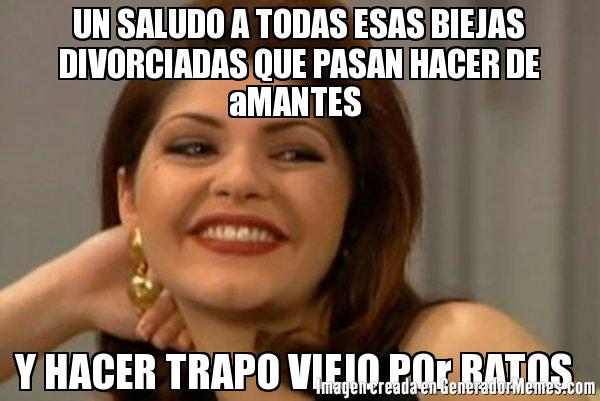 UN SALUDO A TODAS ESAS BIEJAS
DIVORCIADAS QUE PASAN HACER DE
aMANTES
Y HACER TRAPO VIEJO POr RATOS
Imagen creada en GeneradorMemes.com